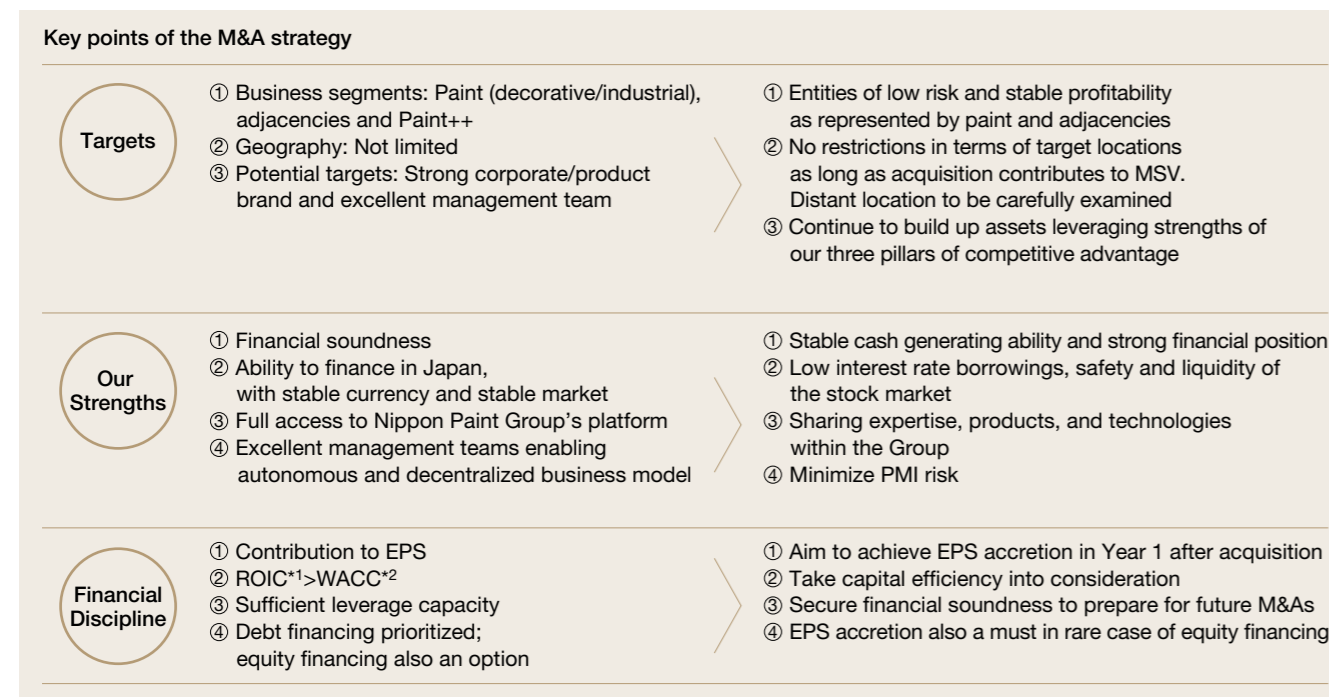 Key points of the M&A strategy
Targets
① Business segments: Paint (decorative/industrial),
adjacencies and Paint++
② Geography: Not limited
③ Potential targets: Strong corporate/product
brand and excellent management team
① Entities of low risk and stable profitability
as represented by paint and adjacencies
② No restrictions in terms of target locations
as long as acquisition contributes to MSV.
Distant location to be carefully examined
③ Continue to build up assets leveraging strengths of
our three pillars of competitive advantage
Our
Strengths
① Financial soundness
② Ability to finance in Japan,
with stable currency and stable market
③ Full access to Nippon Paint Group's platform
④ Excellent management teams enabling
autonomous and decentralized business model
① Stable cash generating ability and strong financial position
② Low interest rate borrowings, safety and liquidity of
the stock market
③ Sharing expertise, products, and technologies
within the Group
④ Minimize PMI risk
Financial
Discipline
① Contribution to EPS
② ROIC*1>WACC*2
③ Sufficient leverage capacity
④ Debt financing prioritized;
equity financing also an option
① Aim to achieve EPS accretion in Year 1 after acquisition
② Take capital efficiency into consideration
③ Secure financial soundness to prepare for future M&As
④ EPS accretion also a must in rare case of equity financing